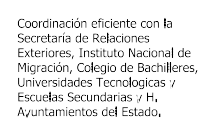 Coordinación eficiente con la
Secretaría de Relaciones
Exteriores, Instituto Nacional de
Migración, Colegio de Bachilleres,
Universidades Tecnologicas y
Escuelas Secundarias y H.
Ayuntamientos del Estado.